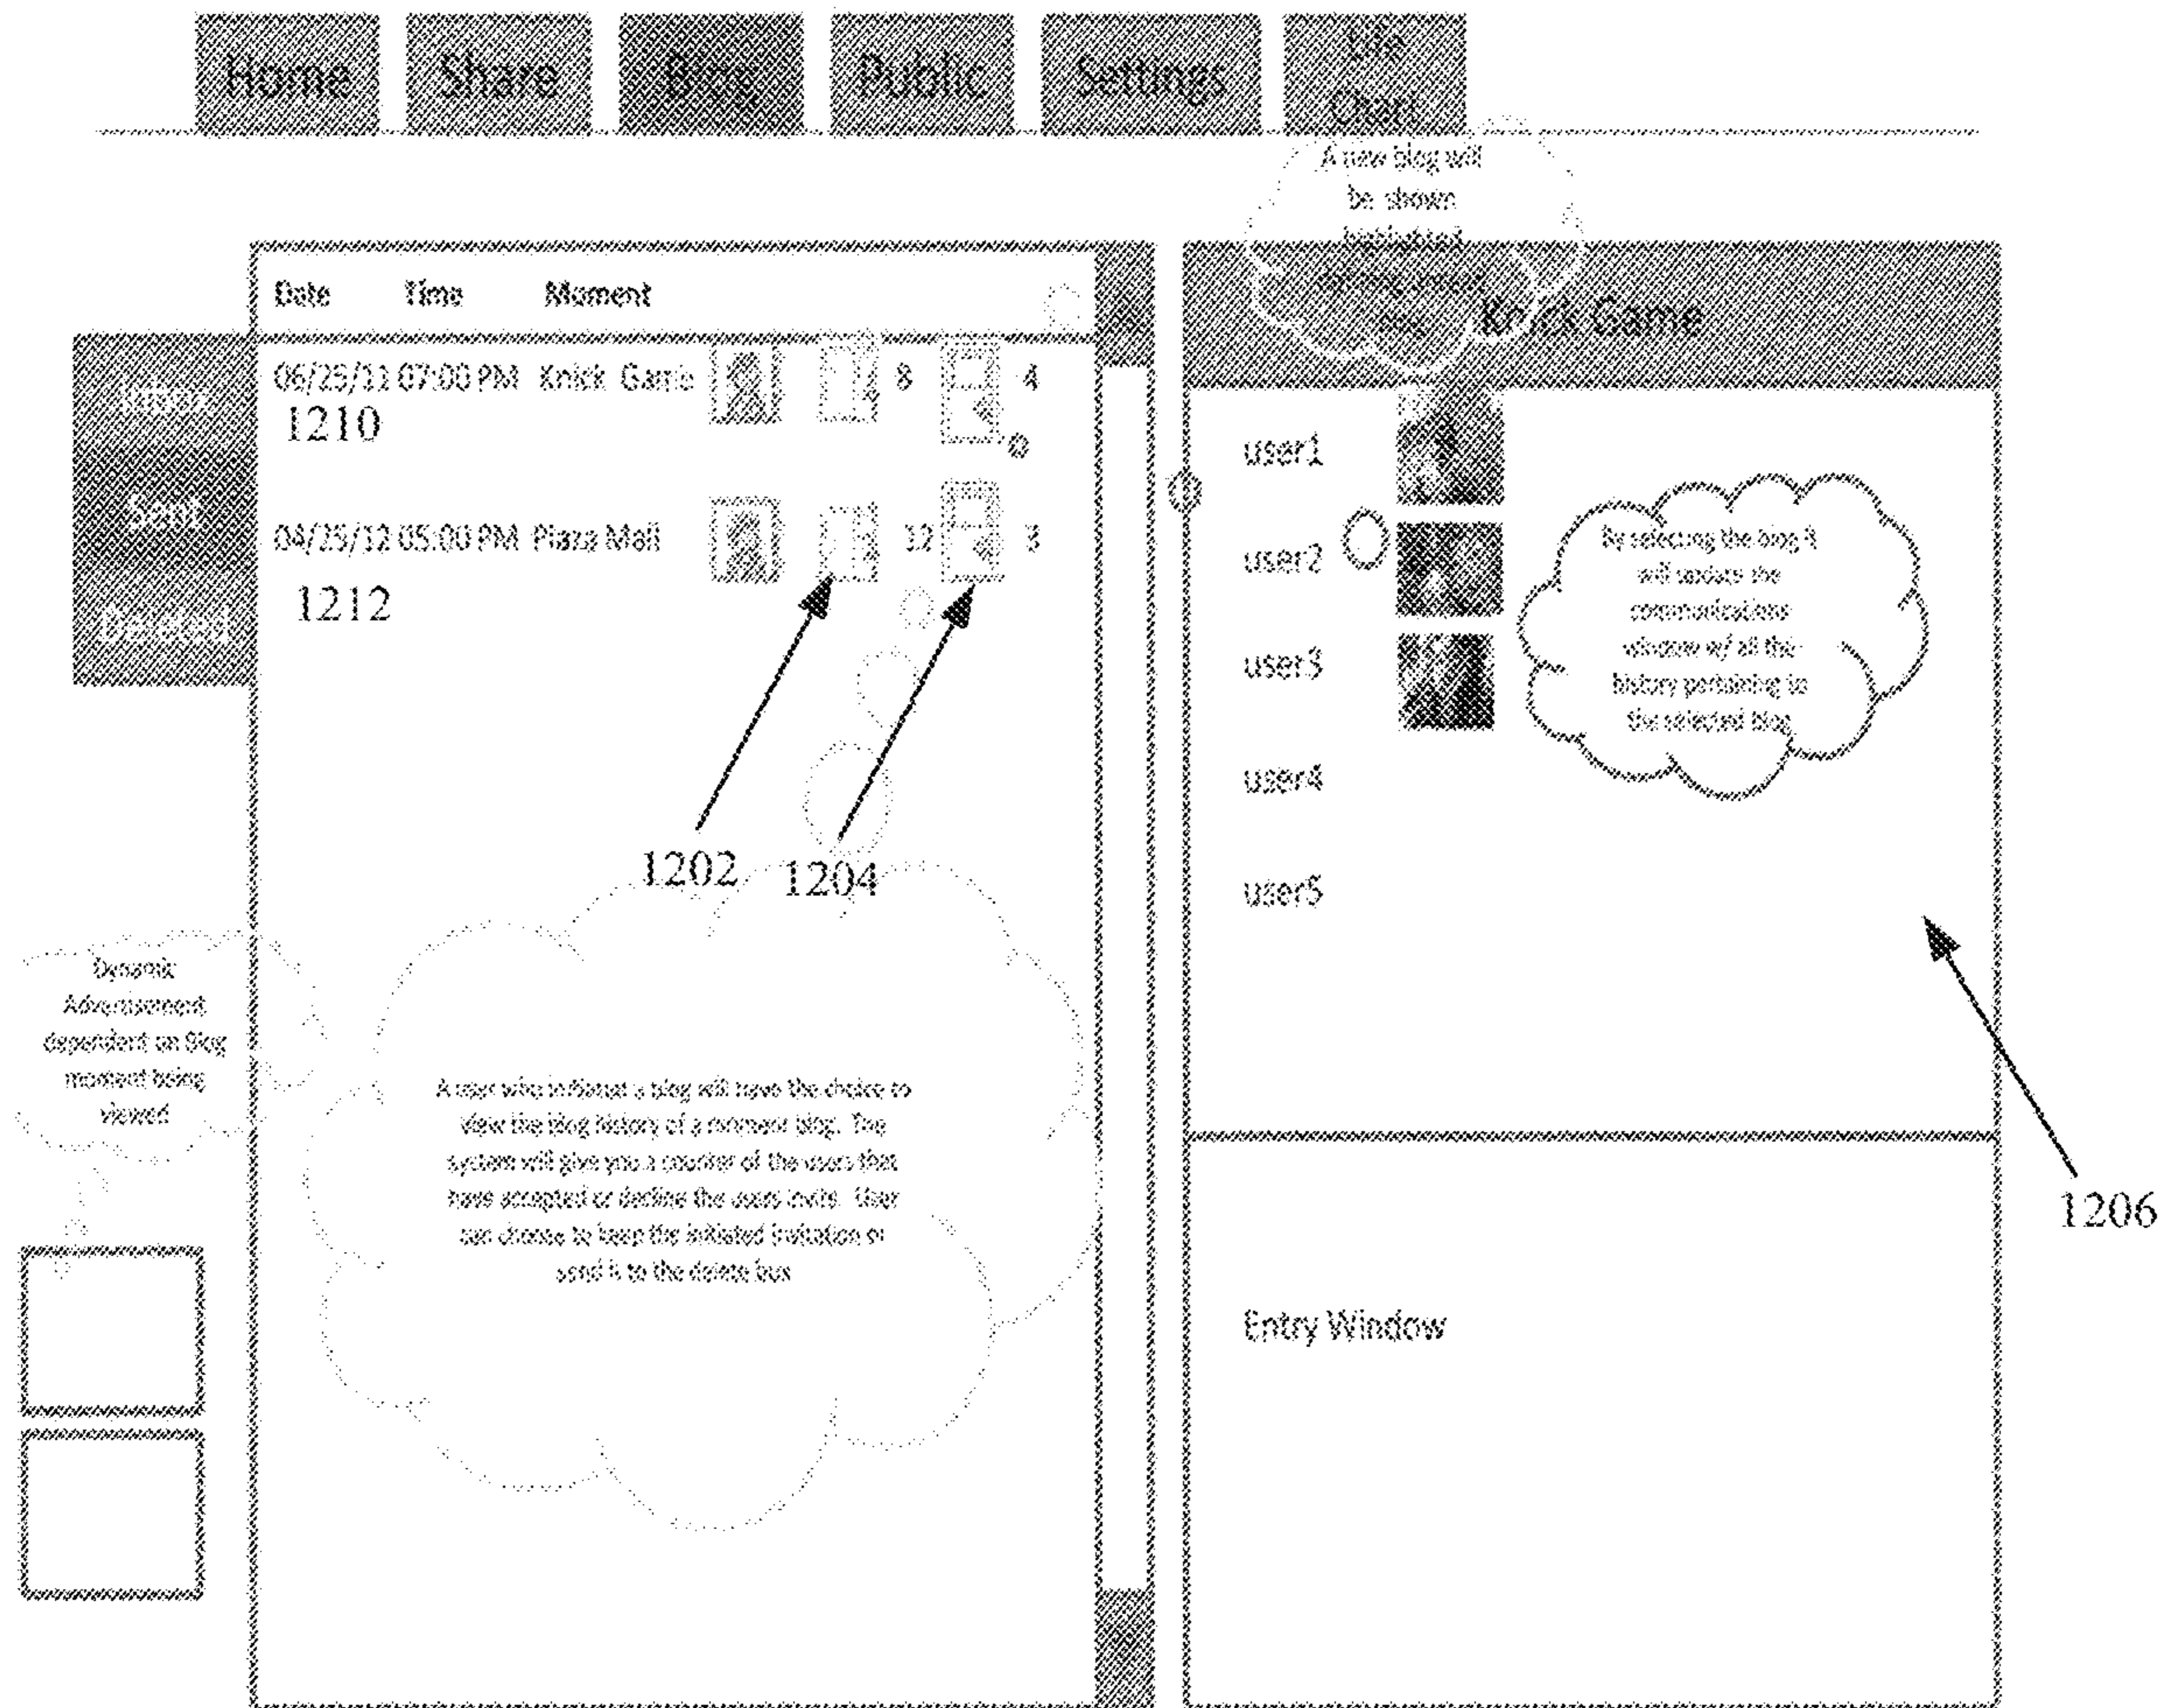 Home Share Blog Public Settings Life Chart
A new blog will
be shown
highlighted
Knick Game
Date Time Moment
Inbox
Sent
Deleted
06/25/11 07:00 PM Knick Game 8 4
1210
04/25/12 05:00 PM Plaza Mall 12 3
1212
1202 1204
user1
user2
user3
user4
user5
By selecting the blog it
will update the
communications
window w/ all the
history pertaining to
the selected blog
1206
Dynamic
Advertisement
dependent on Blog
moment being
viewed
A user who initiates a blog will have the choice to
view the blog history of a moment blog. The
system will give you a counter of the users that
have accepted or decline the users invite. User
can choose to keep the initiated invitation or
send it to the delete box
Entry Window